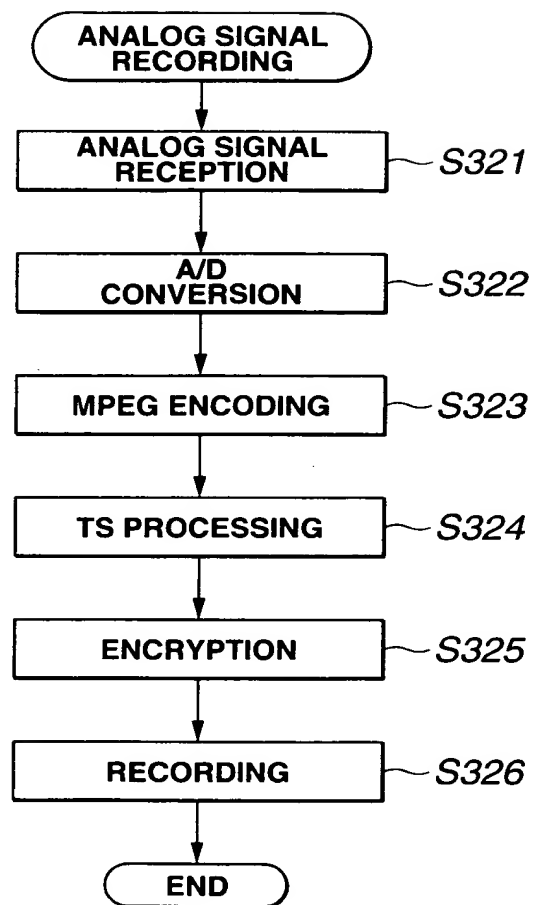 ANALOG SIGNAL
RECORDING
ANALOG SIGNAL
RECEPTION
S321
A/D
CONVERSION
S322
MPEG ENCODING
S323
TS PROCESSING
S324
ENCRYPTION
S325
RECORDING
S326
END